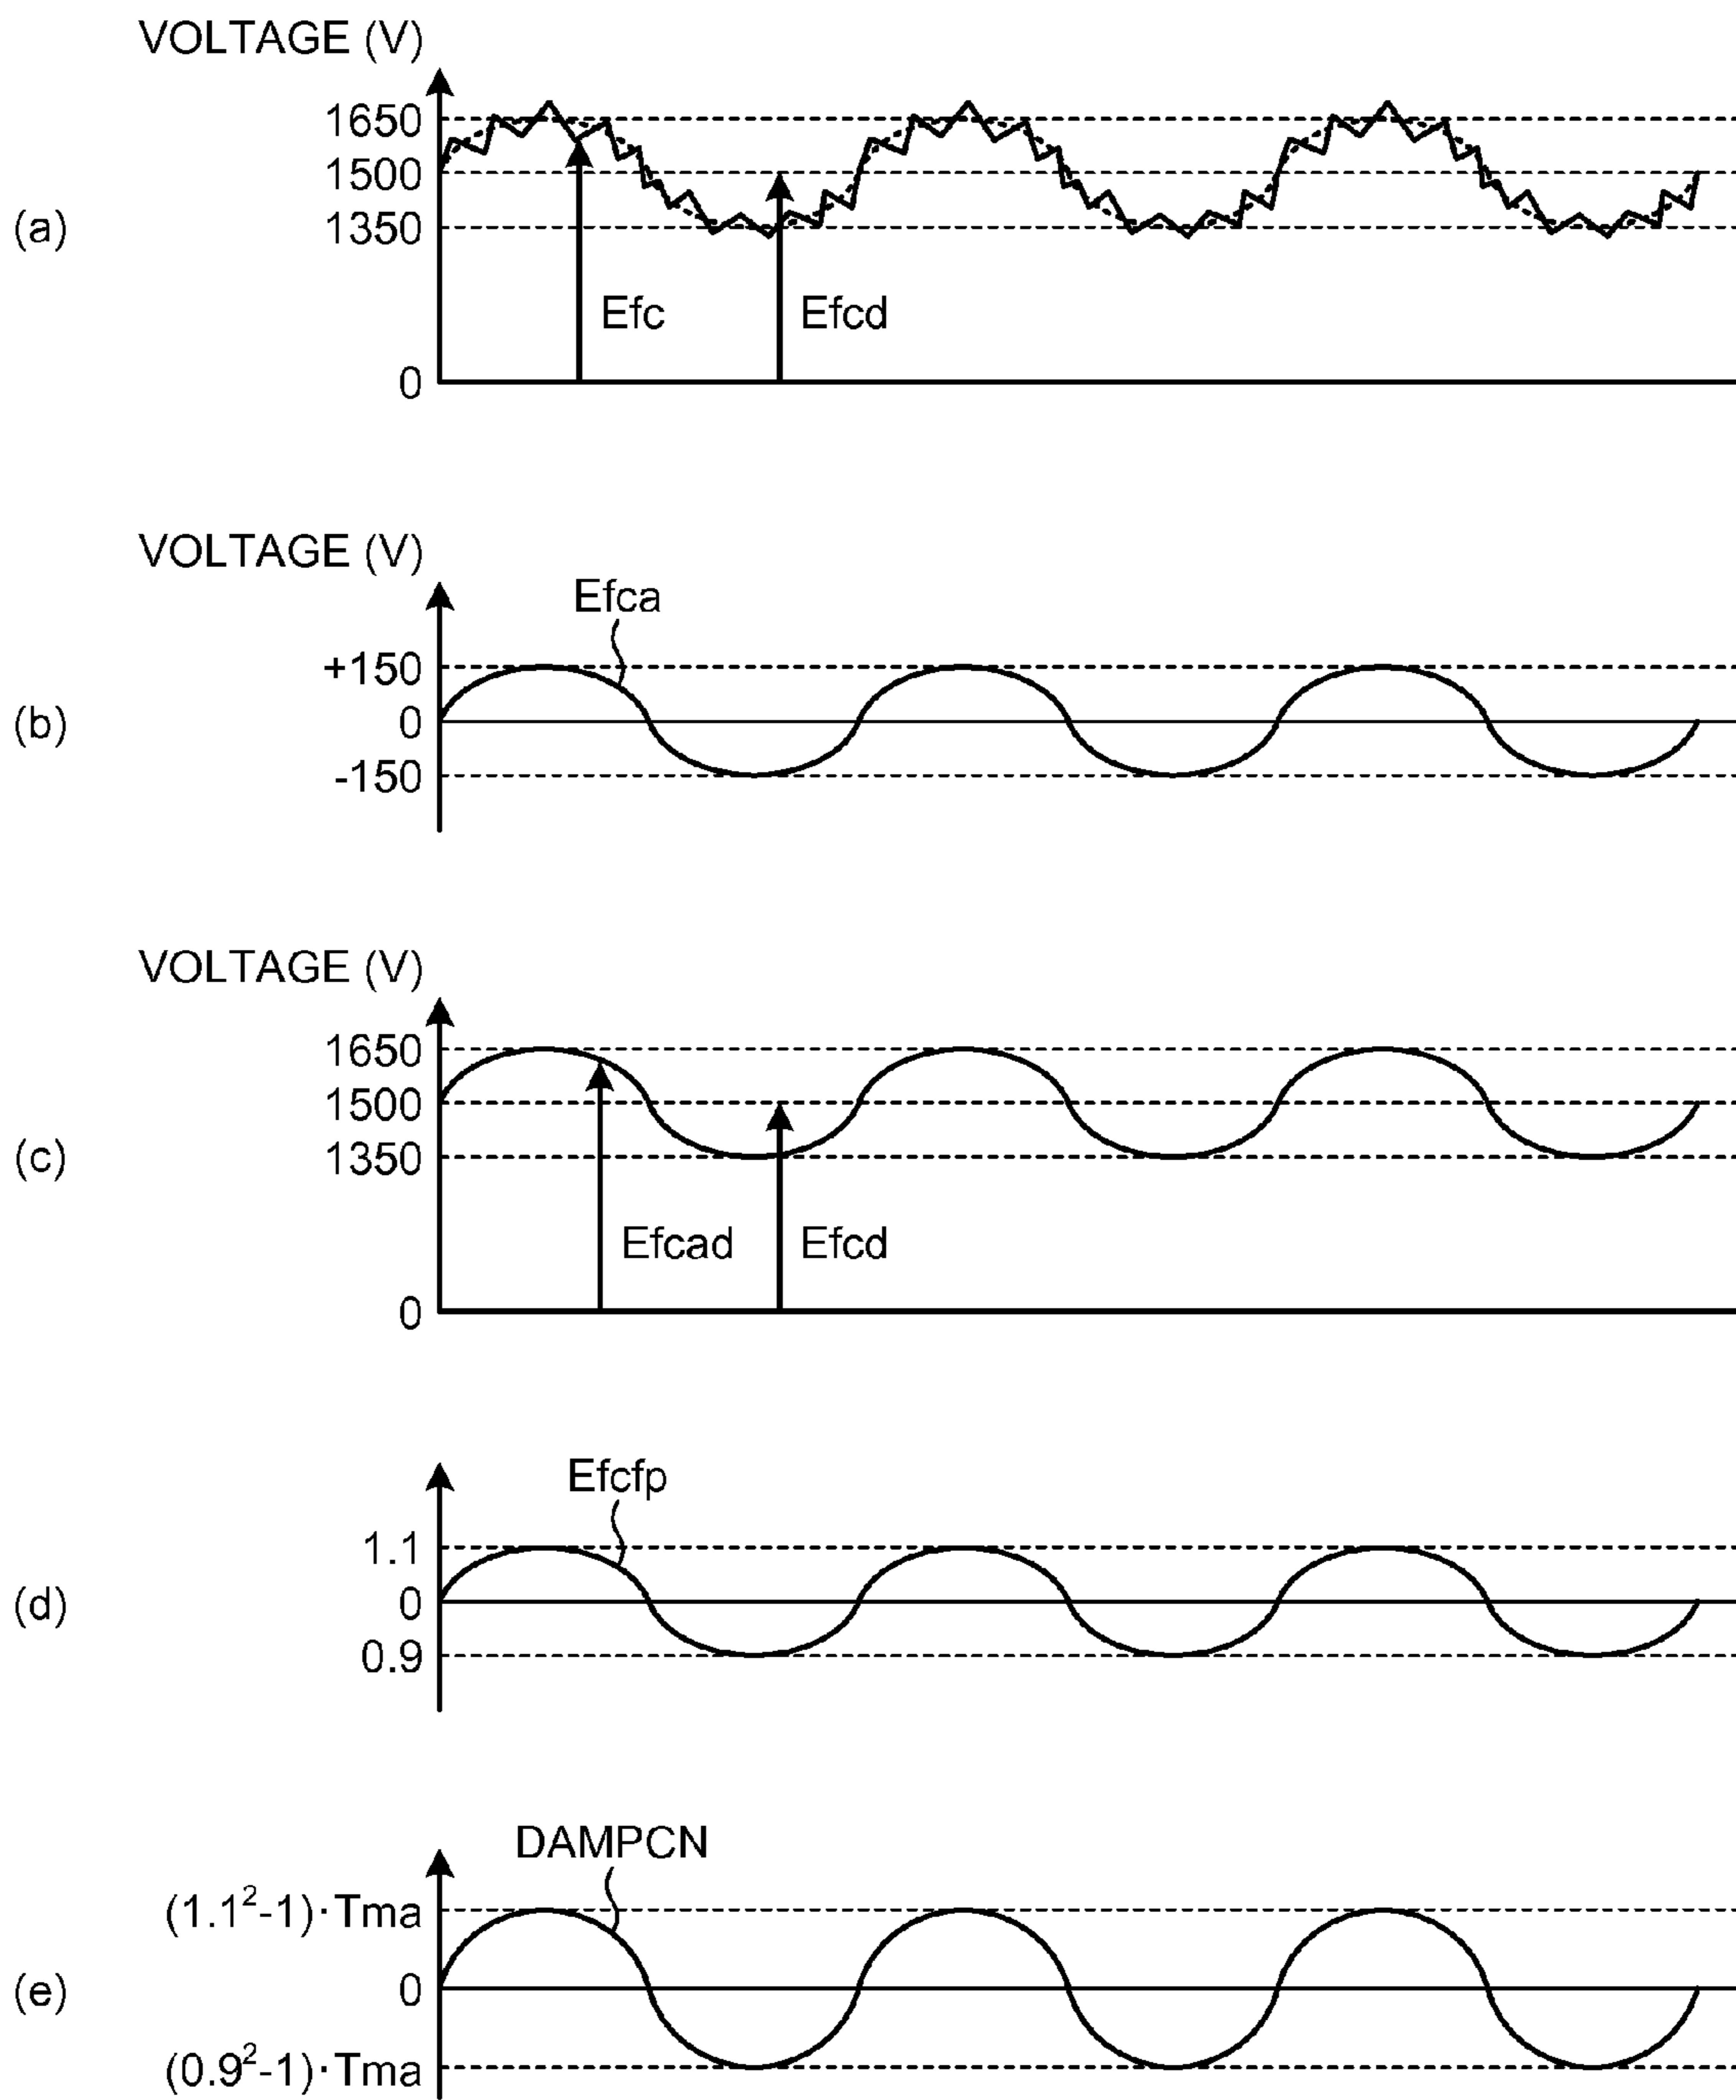 VOLTAGE (V)
1650
1500
(a)
1350
Efc
Efcd
0
VOLTAGE (V)
Efca
+150
(b)
0
-150
VOLTAGE (V)
1650
1500
(c)
1350
Efcad
Efcd
0
Efcfp
1.1
(d)
0
0.9
DAMPCN
(1.1²-1)·Tma
(e)
0
(0.9²-1)·Tma